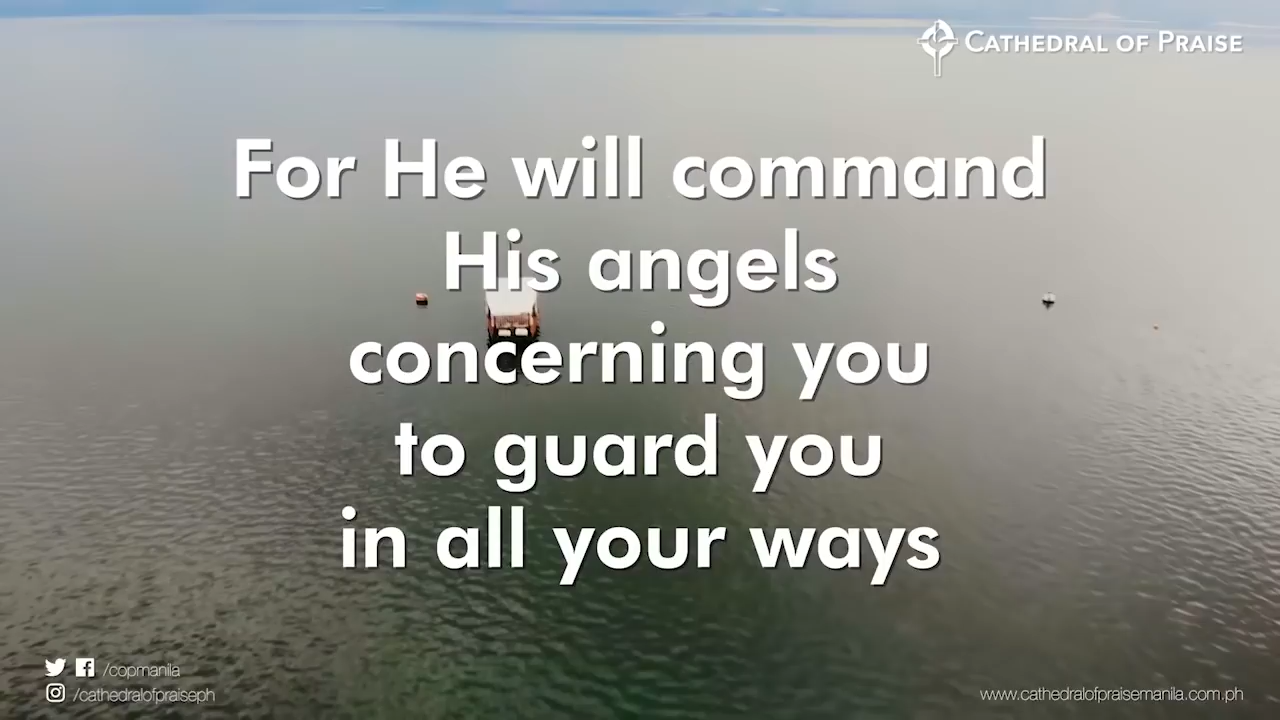 CATHEDRAL OF PRAISE
For He will command
His angels
concerning you
to guard you
in all your ways
/copmanila
/cathedralofpraiseph
www.cathedralofpraisemanila.com.ph